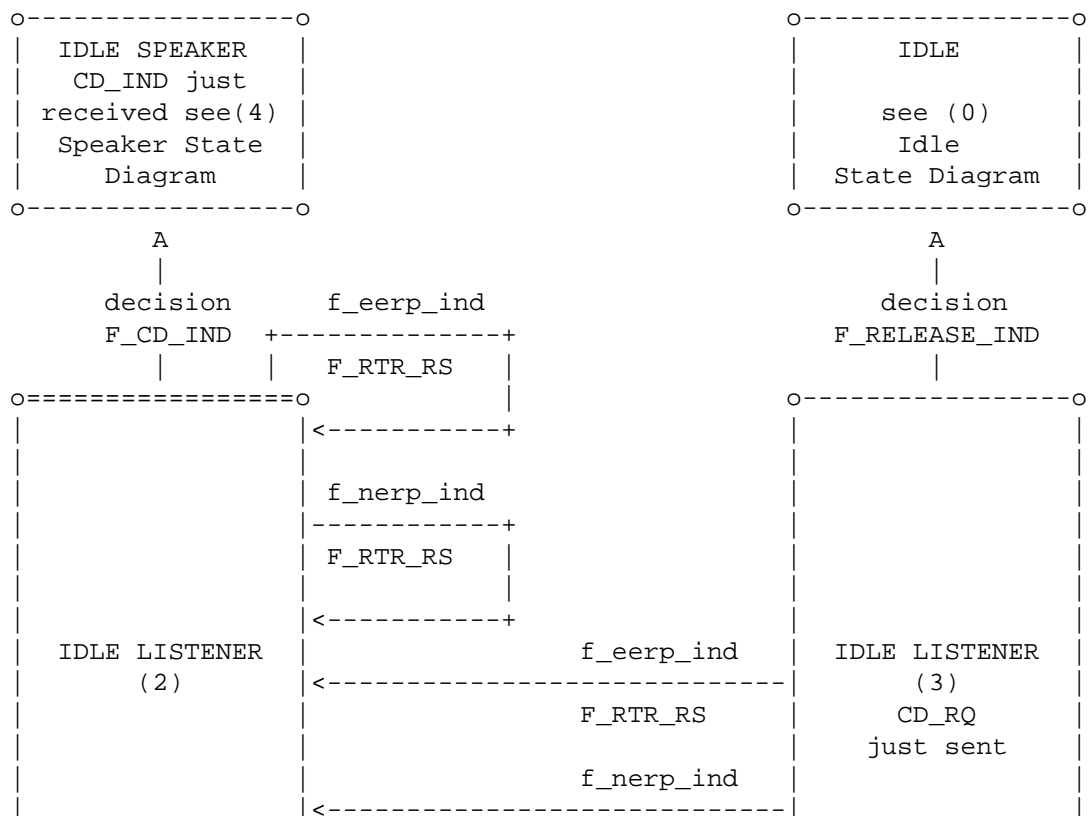 o-----------------o                               o-----------------o
|  IDLE SPEAKER   |                               |      IDLE       |
|   CD_IND just   |                               |                 |
| received see(4) |                               |     see (0)     |
|  Speaker State  |                               |      Idle       |
|     Diagram     |                               |  State Diagram  |
o-----------------o                               o-----------------o
         A                                                 A
         |                                                 |
      decision      f_eerp_ind                         decision
      F_CD_IND  +--------------+                    F_RELEASE_IND
         |      |   F_RTR_RS   |                           |
o=================o            |                  o-----------------o
|                 |<-----------+                  |                 |
|                 |                               |                 |
|                 | f_nerp_ind                    |                 |
|                 |------------+                  |                 |
|                 | F_RTR_RS   |                  |                 |
|                 |            |                  |                 |
|                 |<-----------+                  |                 |
|  IDLE LISTENER  |                 f_eerp_ind    |  IDLE LISTENER  |
|       (2)       |<------------------------------|       (3)       |
|                 |                 F_RTR_RS      |      CD_RQ      |
|                 |                               |    just sent    |
|                 |                 f_nerp_ind    |                 |
|                 |<------------------------------|                 |